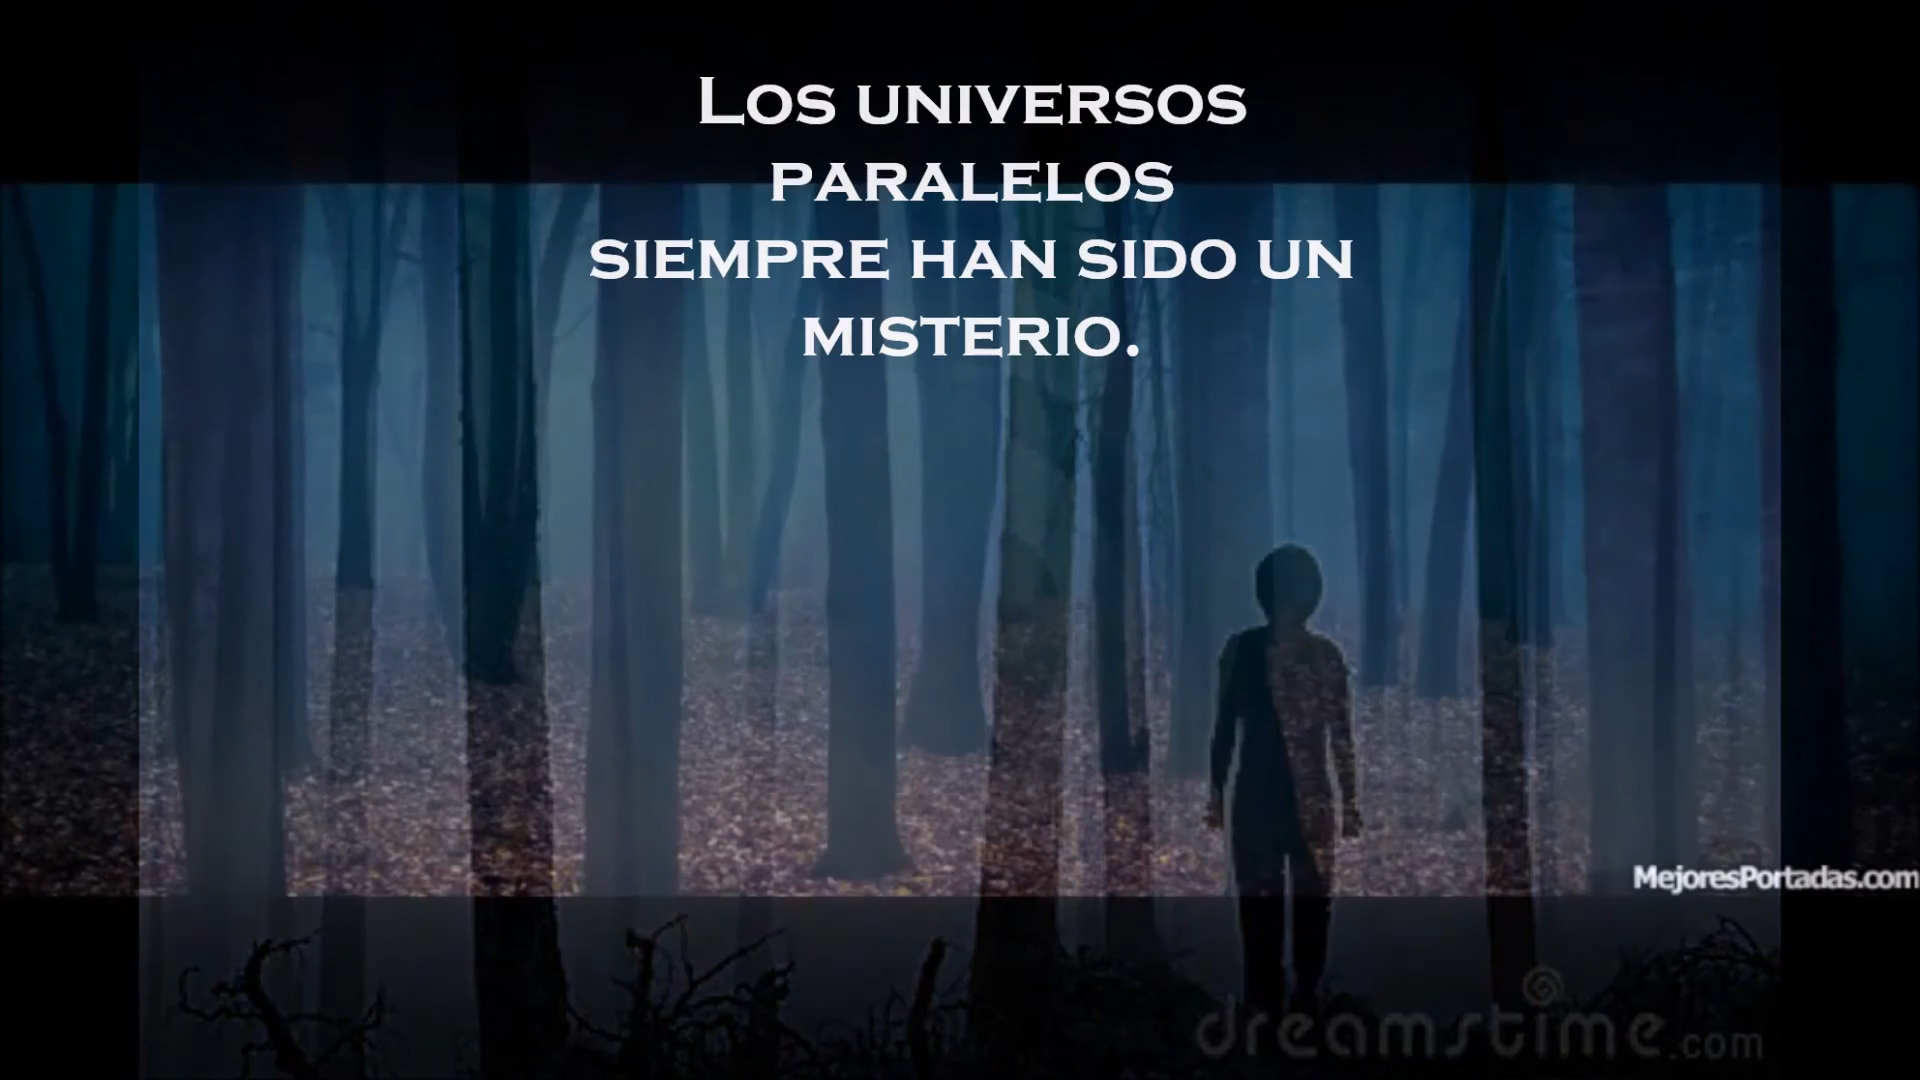 Los universos
paralelos
siempre han sido un
misterio.
MejoresPortadas.com
dreamstime.com